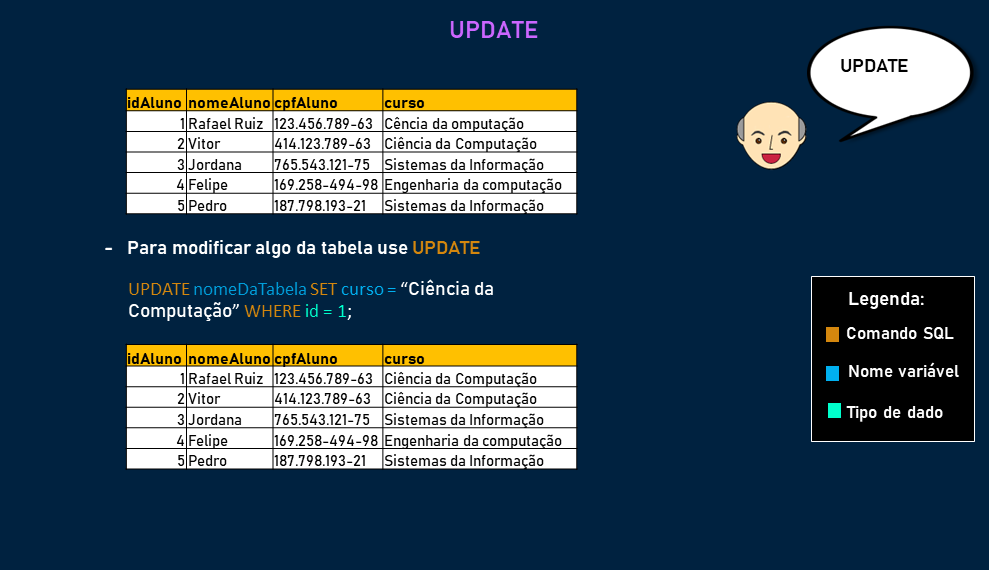 UPDATE
UPDATE
idAluno nomeAluno cpfAluno curso
1 Rafael Ruiz 123.456.789-63 Cência da omputação
2 Vitor 414.123.789-63 Ciência da Computação
3 Jordana 765.543.121-75 Sistemas da Informação
4 Felipe 169.258-494-98 Engenharia da computação
5 Pedro 187.798.193-21 Sistemas da Informação
- Para modificar algo da tabela use UPDATE
UPDATE nomeDaTabela SET curso = “Ciência da
Computação” WHERE id = 1;
Legenda:
Comando SQL
Nome variável
Tipo de dado
idAluno nomeAluno cpfAluno curso
1 Rafael Ruiz 123.456.789-63 Ciência da Computação
2 Vitor 414.123.789-63 Ciência da Computação
3 Jordana 765.543.121-75 Sistemas da Informação
4 Felipe 169.258-494-98 Engenharia da computação
5 Pedro 187.798.193-21 Sistemas da Informação